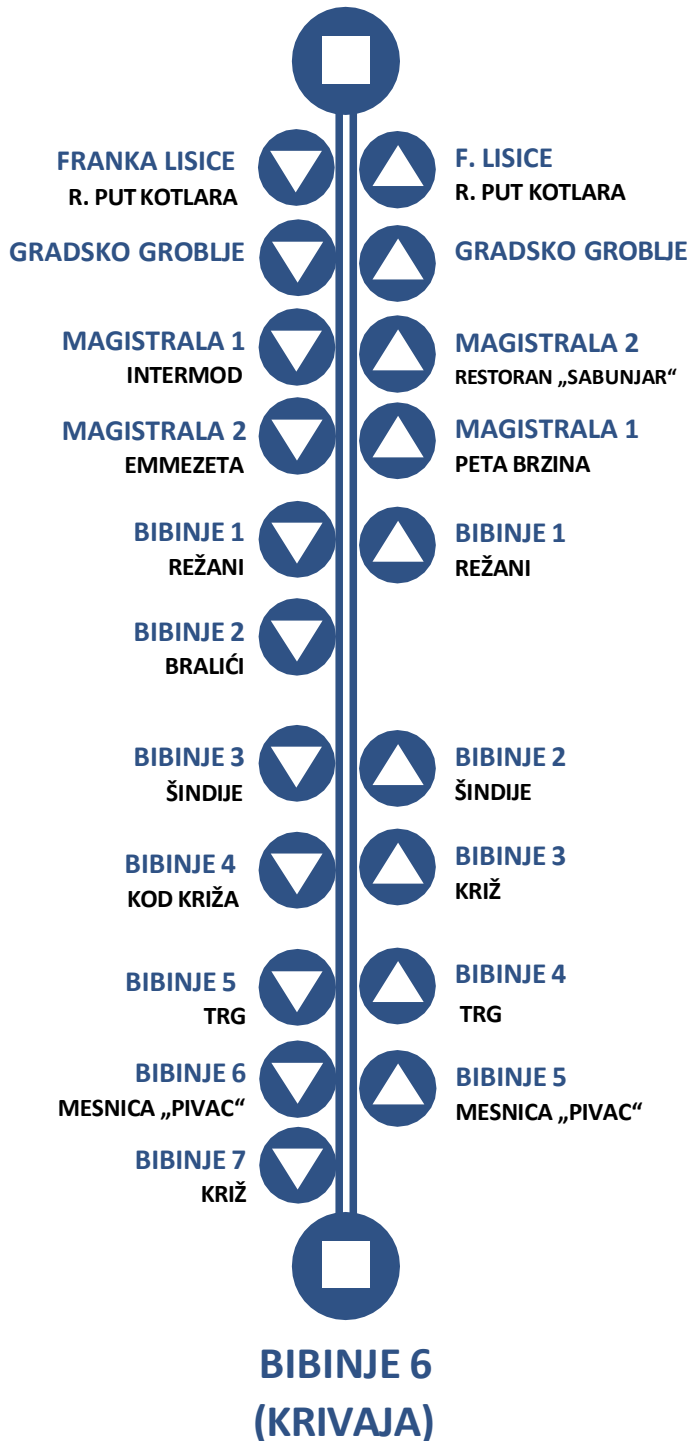 FRANKA LISICE
R. PUT KOTLARA
F. LISICE
R. PUT KOTLARA
GRADSKO GROBLJE
GRADSKO GROBLJE
MAGISTRALA 1
INTERMOD
MAGISTRALA 2
RESTORAN „SABUNJAR“
MAGISTRALA 2
EMMEZETA
MAGISTRALA 1
PETA BRZINA
BIBINJE 1
REŽANI
BIBINJE 1
REŽANI
BIBINJE 2
BRALIĆI
BIBINJE 3
ŠINDIJE
BIBINJE 2
ŠINDIJE
BIBINJE 4
KOD KRIŽA
BIBINJE 3
KRIŽ
BIBINJE 5
TRG
BIBINJE 4
TRG
BIBINJE 6
MESNICA „PIVAC“
BIBINJE 5
MESNICA „PIVAC“
BIBINJE 7
KRIŽ
BIBINJE 6
(KRIVAJA)